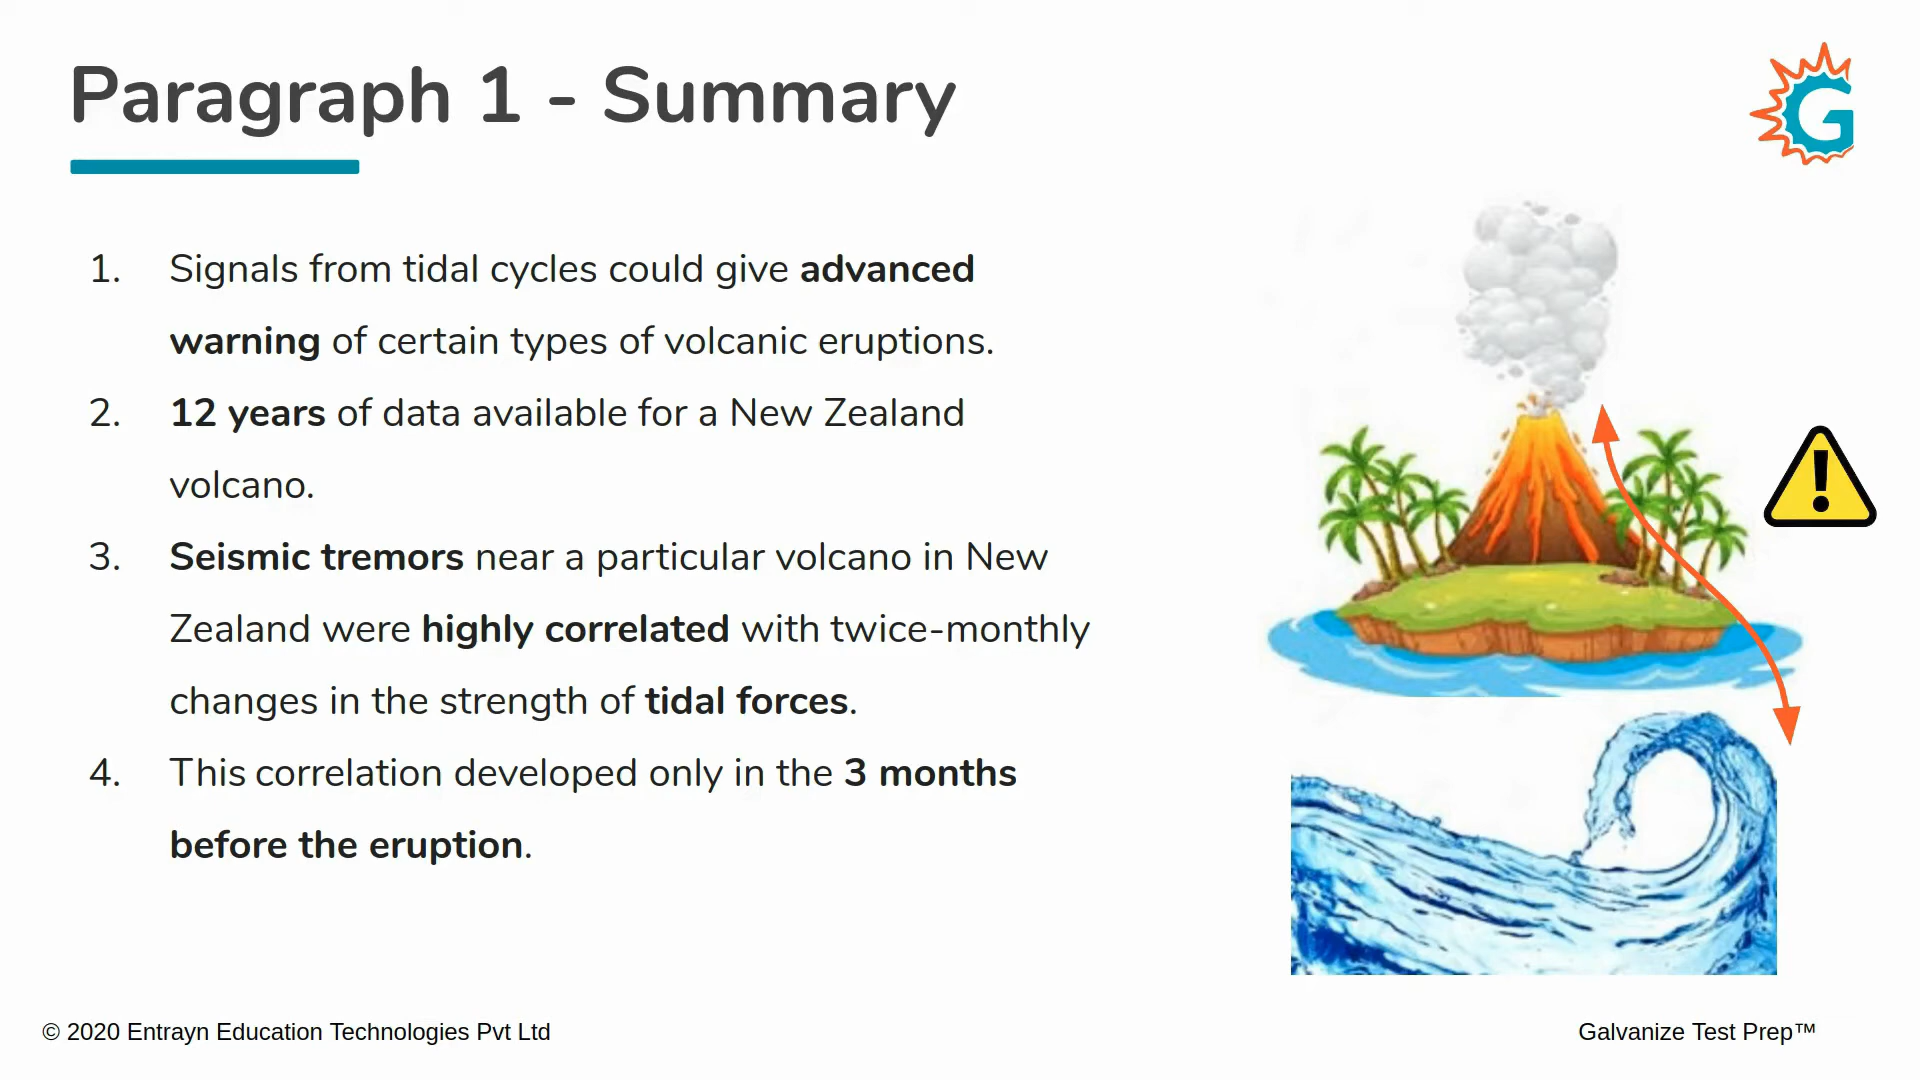 Paragraph 1 - Summary
G
1. Signals from tidal cycles could give advanced
warning of certain types of volcanic eruptions.
2. 12 years of data available for a New Zealand
volcano.
3. Seismic tremors near a particular volcano in New
Zealand were highly correlated with twice-monthly
changes in the strength of tidal forces.
4. This correlation developed only in the 3 months
before the eruption.
!
© 2020 Entrayn Education Technologies Pvt Ltd
Galvanize Test Prep™